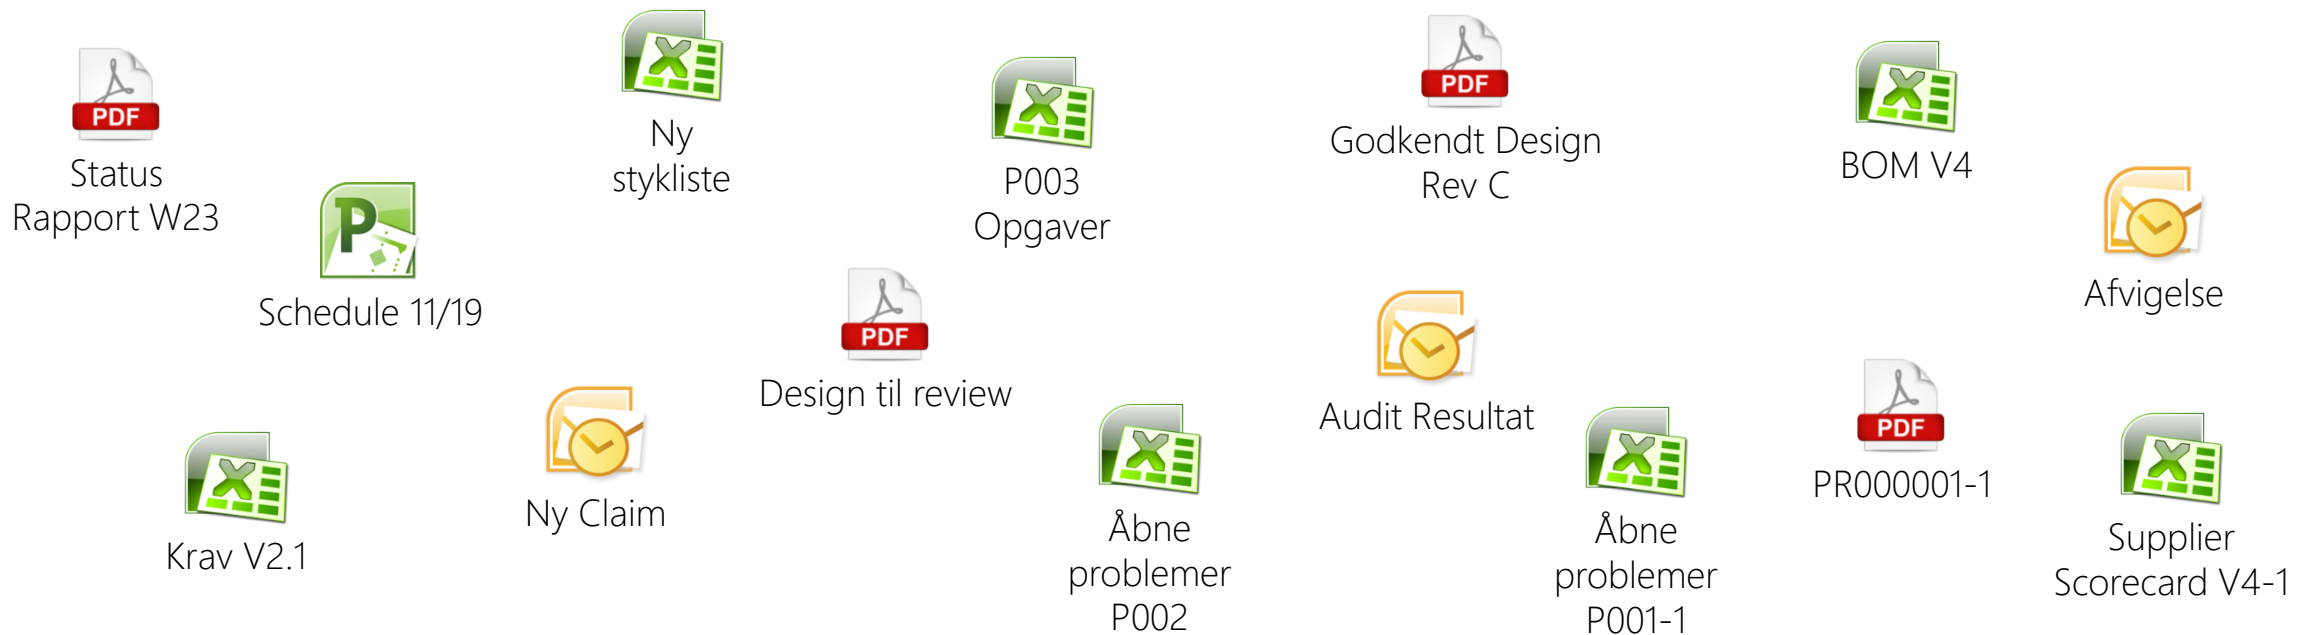 PDF
Status
Rapport W23
Schedule 11/19
Ny
stykliste
P003
Opgaver
PDF
Godkendt Design
Rev C
BOM V4
Afvigelse
PDF
Design til review
Audit Resultat
Krav V2.1
Ny Claim
Åbne
problemer
P002
Åbne
problemer
P001-1
PDF
PR000001-1
Supplier
Scorecard V4-1